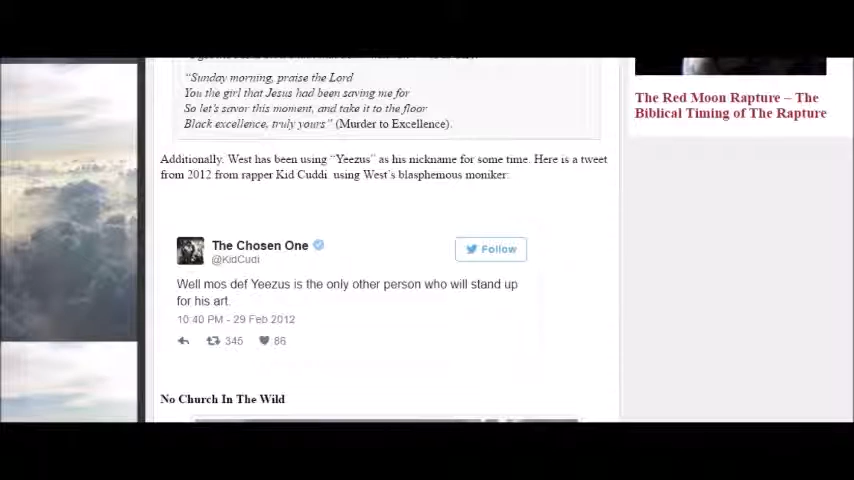 "Sunday morning, praise the Lord
You the girl that Jesus had been saving me for
So let's savor this moment, and take it to the floor
Black excellence, truly yours" (Murder to Excellence).
The Red Moon Rapture – The
Biblical Timing of The Rapture
Additionally, West has been using "Yeezus" as his nickname for some time. Here is a tweet
from 2012 from rapper Kid Cuddi using West's blasphemous moniker:
The Chosen One
@KidCudi
Follow
Well mos def Yeezus is the only other person who will stand up
for his art.
10:40 PM - 29 Feb 2012
345 86
No Church In The Wild